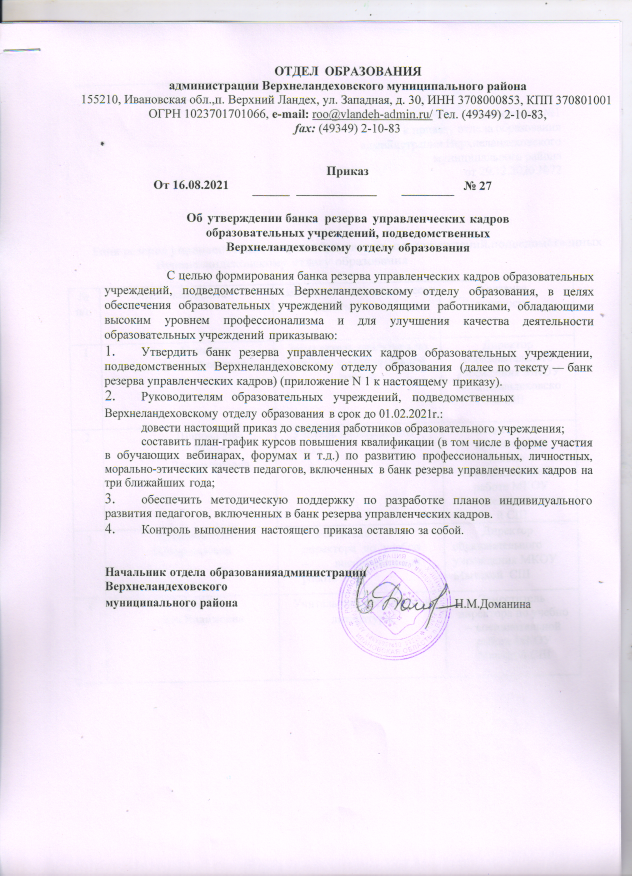 ОТДЕЛ ОБРАЗОВАНИЯ
администрации Верхнеландеховского муниципального района
155210, Ивановская обл.,п. Верхний Ландех, ул. Западная, д. 30, ИНН 3708000853, КПП 370801001
ОГРН 1023701701066, e-mail: roo@vlandeh-admin.ru/ Тел. (49349) 2-10-83,
fax: (49349) 2-10-83
Приказ
От 16.08.2021 № 27
Об утверждении банка резерва управленческих кадров
образовательных учреждений, подведомственных
Верхнеландеховскому отделу образования
С целью формирования банка резерва управленческих кадров образовательных
учреждений, подведомственных Верхнеландеховскому отделу образования, в целях
обеспечения образовательных учреждений руководящими работниками, обладающими
высоким уровнем профессионализма и для улучшения качества деятельности
образовательных учреждений приказываю:
1. Утвердить банк резерва управленческих кадров образовательных учреждении,
подведомственных Верхнеландеховскому отделу образования (далее по тексту — банк
резерва управленческих кадров) (приложение N 1 к настоящему приказу).
2. Руководителям образовательных учреждений, подведомственных
Верхнеландеховскому отделу образования в срок до 01.02.2021г.:
довести настоящий приказ до сведения работников образовательного учреждения;
составить план-график курсов повышения квалификации (в том числе в форме участия
в обучающих вебинарах, форумах и т.д.) по развитию профессиональных, личностных,
морально-этических качеств педагогов, включенных в банк резерва управленческих кадров на
три ближайших года;
3. обеспечить методическую поддержку по разработке планов индивидуального
развития педагогов, включенных в банк резерва управленческих кадров.
4. Контроль выполнения настоящего приказа оставляю за собой.
Начальник отдела образованияадминистрации
Верхнеландеховского
муниципального района Н.М.Доманина